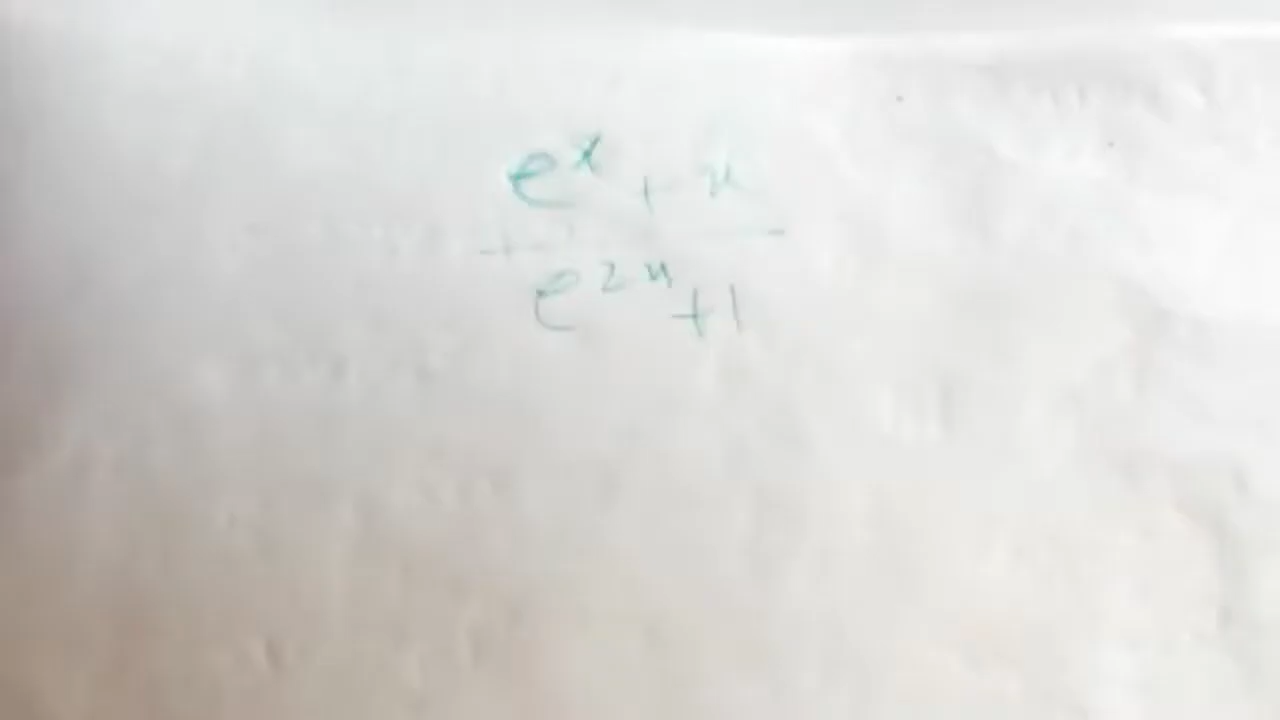 e^x + x
e^2x + 1